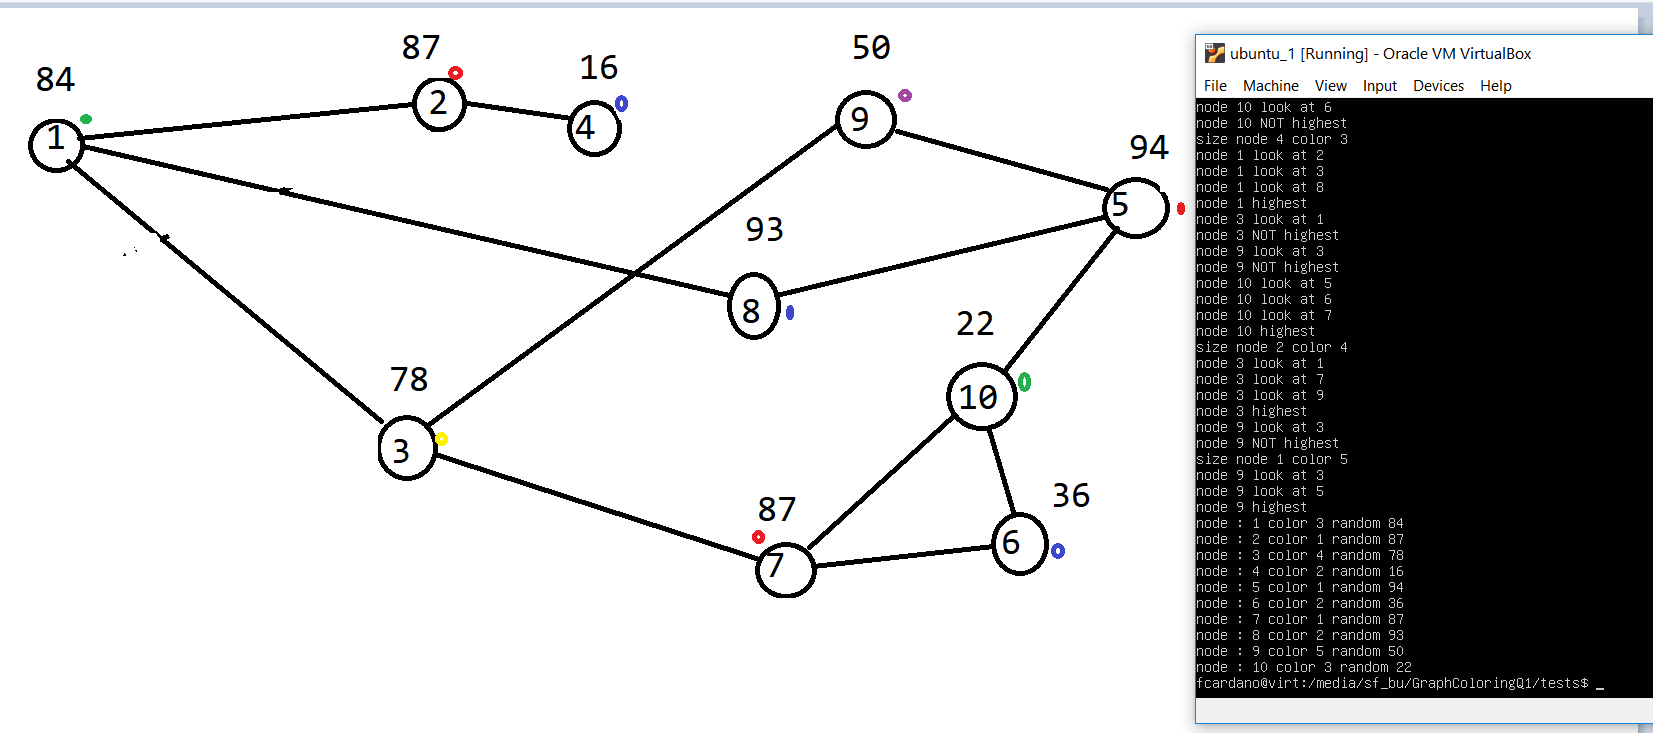 87
50
16
84
2
4
9
1
94
5
93
8
22
78
10
3
36
87
6
7
ubuntu_1 [Running] - Oracle VM VirtualBox
File Machine View Input Devices Help
node 10 look at 6
node 10 NOT highest
size node 4 color 3
node 1 look at 2
node 1 look at 3
node 1 look at 8
node 1 highest
node 3 look at 1
node 3 NOT highest
node 9 look at 3
node 9 NOT highest
node 10 look at 5
node 10 look at 6
node 10 look at 7
node 10 highest
size node 2 color 4
node 3 look at 1
node 3 look at 7
node 3 look at 9
node 3 highest
node 9 look at 3
node 9 NOT highest
size node 1 color 5
node 9 look at 3
node 9 look at 5
node 9 highest
node : 1 color 3 random 84
node : 2 color 1 random 87
node : 3 color 4 random 78
node : 4 color 2 random 16
node : 5 color 1 random 94
node : 6 color 2 random 36
node : 7 color 1 random 87
node : 8 color 2 random 93
node : 9 color 5 random 50
node : 10 color 3 random 22
fcardano@virt:/media/sf_bu/GraphColoringQ1/tests$ _